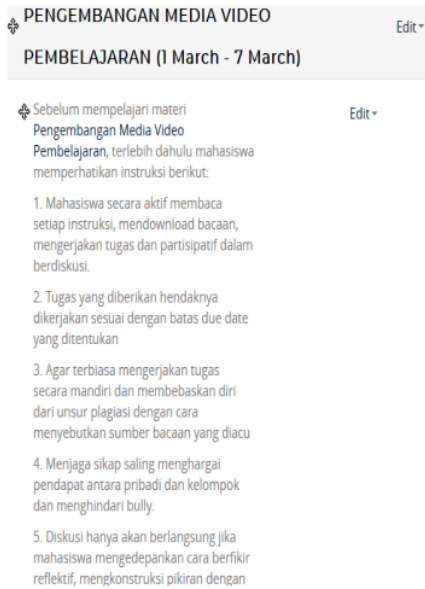 PENGEMBANGAN MEDIA VIDEO
PEMBELAJARAN (1 March - 7 March)
Edit
Sebelum mempelajari materi
Pengembangan Media Video
Pembelajaran, terlebih dahulu mahasiswa
memperhatikan instruksi berikut:
Edit
1. Mahasiswa secara aktif membaca
setiap instruksi, mendownload bacaan,
mengerjakan tugas dan partisipatif dalam
berdiskusi.
2. Tugas yang diberikan hendaknya
dikerjakan sesuai dengan batas due date
yang ditentukan
3. Agar terbiasa mengerjakan tugas
secara mandiri dan membebaskan diri
dari unsur plagiasi dengan cara
menyebutkan sumber bacaan yang diacu
4. Menjaga sikap saling menghargai
pendapat antara pribadi dan kelompok
dan menghindari bully.
5. Diskusi hanya akan berlangsung jika
mahasiswa mengedepankan cara berfikir
reflektif, mengkonstruksi pikiran dengan